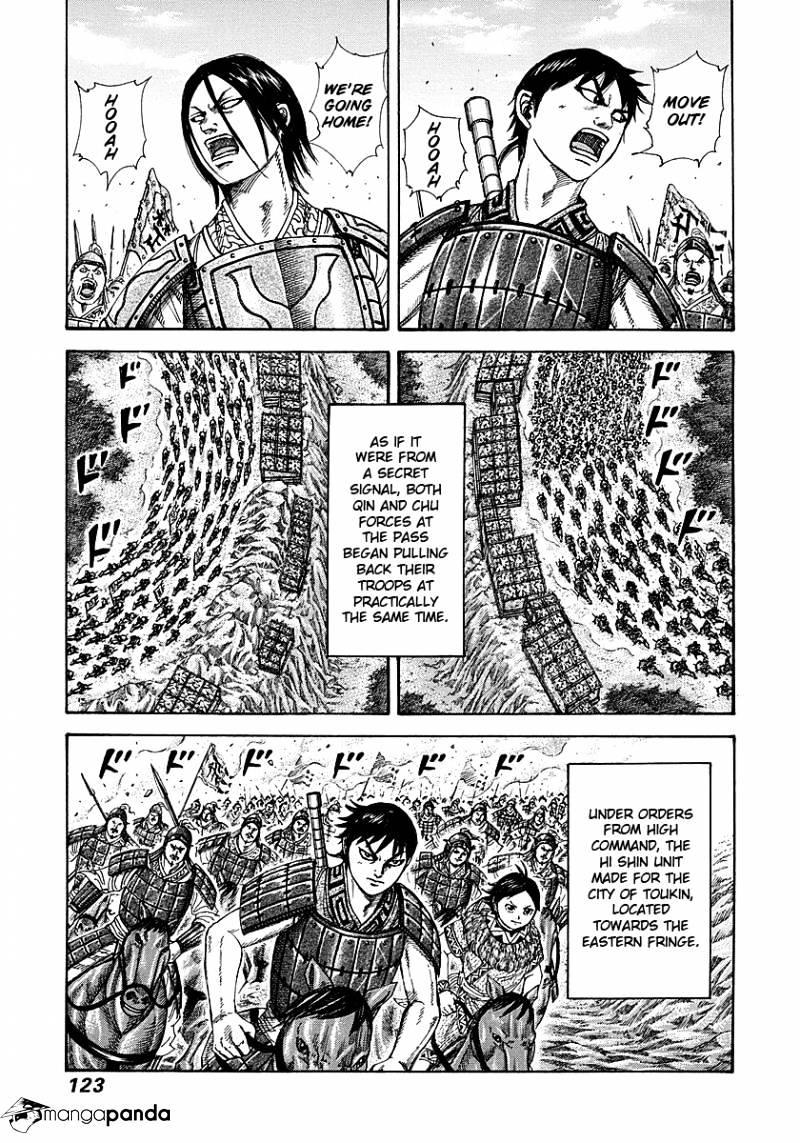 MOVE
OUT!
HOOAH
WE'RE
GOING
HOME!
HOOAH
ド
ド
ド
AS IF IT
WERE FROM
A SECRET
SIGNAL, BOTH
QIN AND CHU
FORCES AT
THE PASS
BEGAN PULLING
BACK THEIR
TROOPS AT
PRACTICALLY
THE SAME TIME.
ド
ド
ド
UNDER ORDERS
FROM HIGH
COMMAND, THE
HI SHIN UNIT
MADE FOR THE
CITY OF TOUKIN,
LOCATED
TOWARDS THE
EASTERN FRINGE.
ド ド ド ド ド ド
123
mangapanda